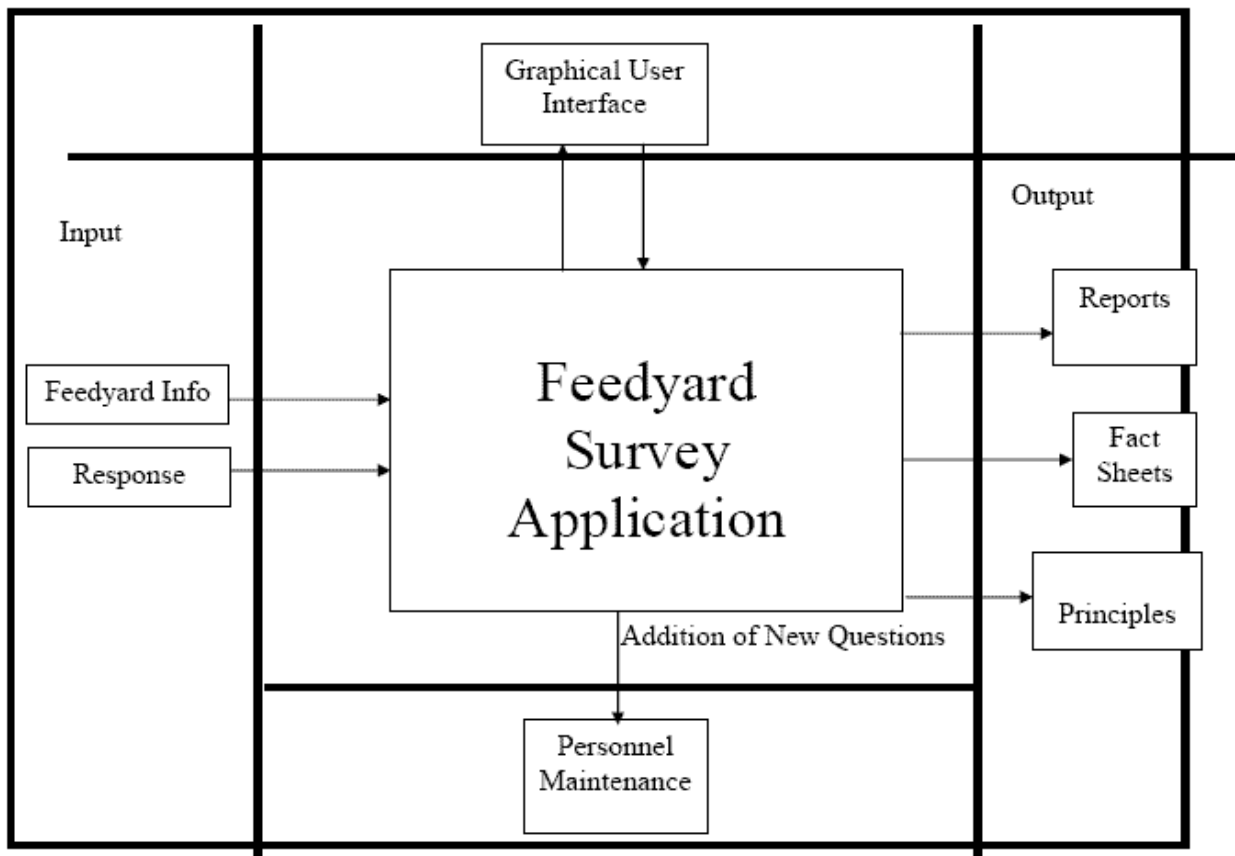 Graphical User
Interface
Input
Output
Reports
Feedyard Info
Response
Feedyard
Survey
Application
Fact
Sheets
Principles
Addition of New Questions
Personnel
Maintenance